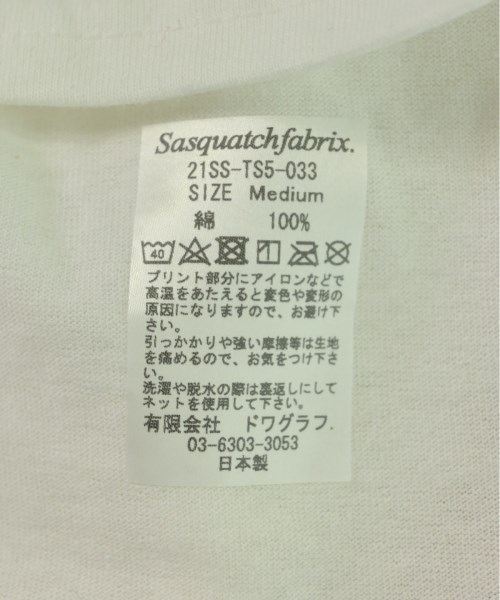 Sasquatchfabrix.
21SS-TS5-033
SIZE Medium
綿 100%
40
プリント部分にアイロンなどで
高温をあたえると変色や変形の
原因になりますので、お避け下
さい。
引っかかりや強い摩擦等は生地
を痛めるので、お気をつけ下さ
い。
洗濯や脱水の際は裏返しにして
ネットを使用して下さい。
有限会社 ドワグラフ.
03-6303-3053
日本製